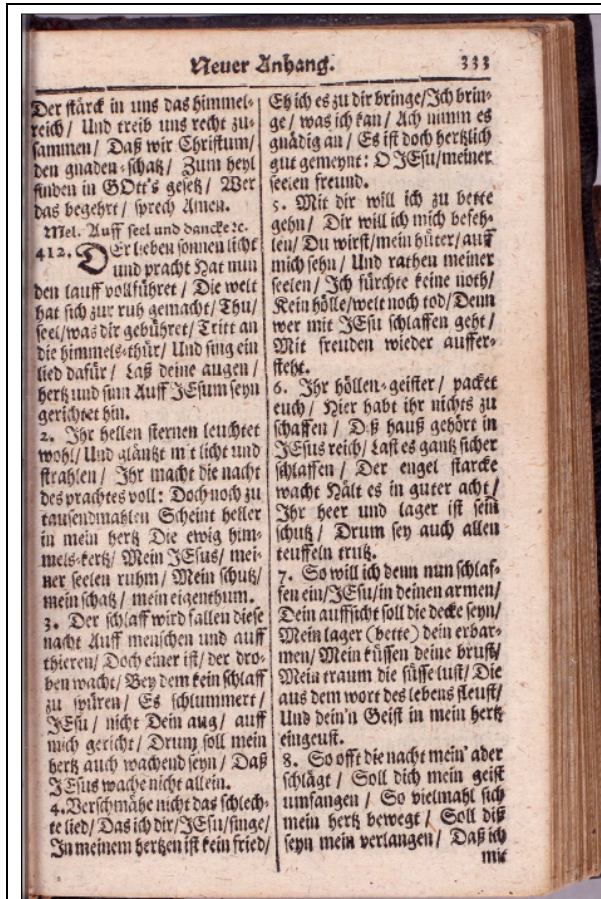 Neuer Anhang. 333
Der stärck in uns das himmel-
reich / Und treib uns recht zu-
sammen / Daß wir Christum /
den gnaden-schatz / Zum heyl
finden in GOtt's gesetz / Wer
das begehrt / sprech Amen.
Mel. Auff seel und dancke ꝛc.
412. DEr lieben sonnen licht
und pracht Hat nun
den lauff vollführet / Die welt
hat sich zur ruh gemacht / Thu /
seel / was dir gebühret / Tritt an
die himmels-thür / Und sing ein
lied dafür / Laß deine augen /
hertz und sinn Auff JEsum seyn
gerichtet hin.
2. Ihr hellen sternen leuchtet
wohl / Und gläntzt mit licht und
strahlen / Ihr macht die nacht
des prachtes voll: Doch noch zu
tausendmahlen Scheint heller
in mein hertz Die ewig him-
mels-kertz / Mein JEsus / mei-
ner seelen ruhm / Mein schutz /
mein schatz / mein eigenthum.
3. Der schlaff wird fallen diese
nacht Auff menschen und auff
thieren / Doch einer ist / der dro-
ben wacht / Bey dem kein schlaff
zu spüren / Es schlummert /
JEsu / nicht Dein aug / auff
mich gericht / Drum soll mein
hertz auch wachend seyn / Daß
JEsus wache nicht allein.
4. Verschmähe nicht das schlech-
te lied / Das ich dir / JEsu / singe /
In meinem hertzen ist kein fried /
Eh ich es zu dir bringe / Ich brin-
ge / was ich kan / Ach nimm es
gnädig an / Es ist doch hertzlich
gut gemeynt: O JEsu / meiner
seelen freund.
5. Mit dir will ich zu bette
gehn / Dir will ich mich befeh-
len / Du wirst / mein hüter / auff
mich sehn / Und rathen meiner
seelen / Ich fürchte keine noth /
Kein hölle / welt noch tod / Denn
wer mit JEsu schlaffen geht /
Mit freuden wieder auffer-
steht.
6. Ihr höllen-geister / packet
euch / Hier habt ihr nichts zu
schaffen / Diß hauß gehört in
JEsus reich / Last es gantz sicher
schlaffen / Der engel starcke
wacht Hält es in guter acht /
Ihr heer und lager ist sein
schutz / Drum sey auch allen
teuffeln trutz.
7. So will ich denn nun schlaf-
fen ein / JEsu / in deinen armen /
Dein auffsicht soll die decke seyn /
Mein lager (bette) dein erbar-
men / Mein küssen deine brust /
Mein traum die süsse lust / Die
aus dem wort des lebens fleust /
Und dein'n Geist in mein hertz
eingeust.
8. So offt die nacht mein' ader
schlägt / Soll dich mein geist
umfangen / So vielmahl sich
mein hertz bewegt / Soll diß
seyn mein verlangen / Daß ich
mit